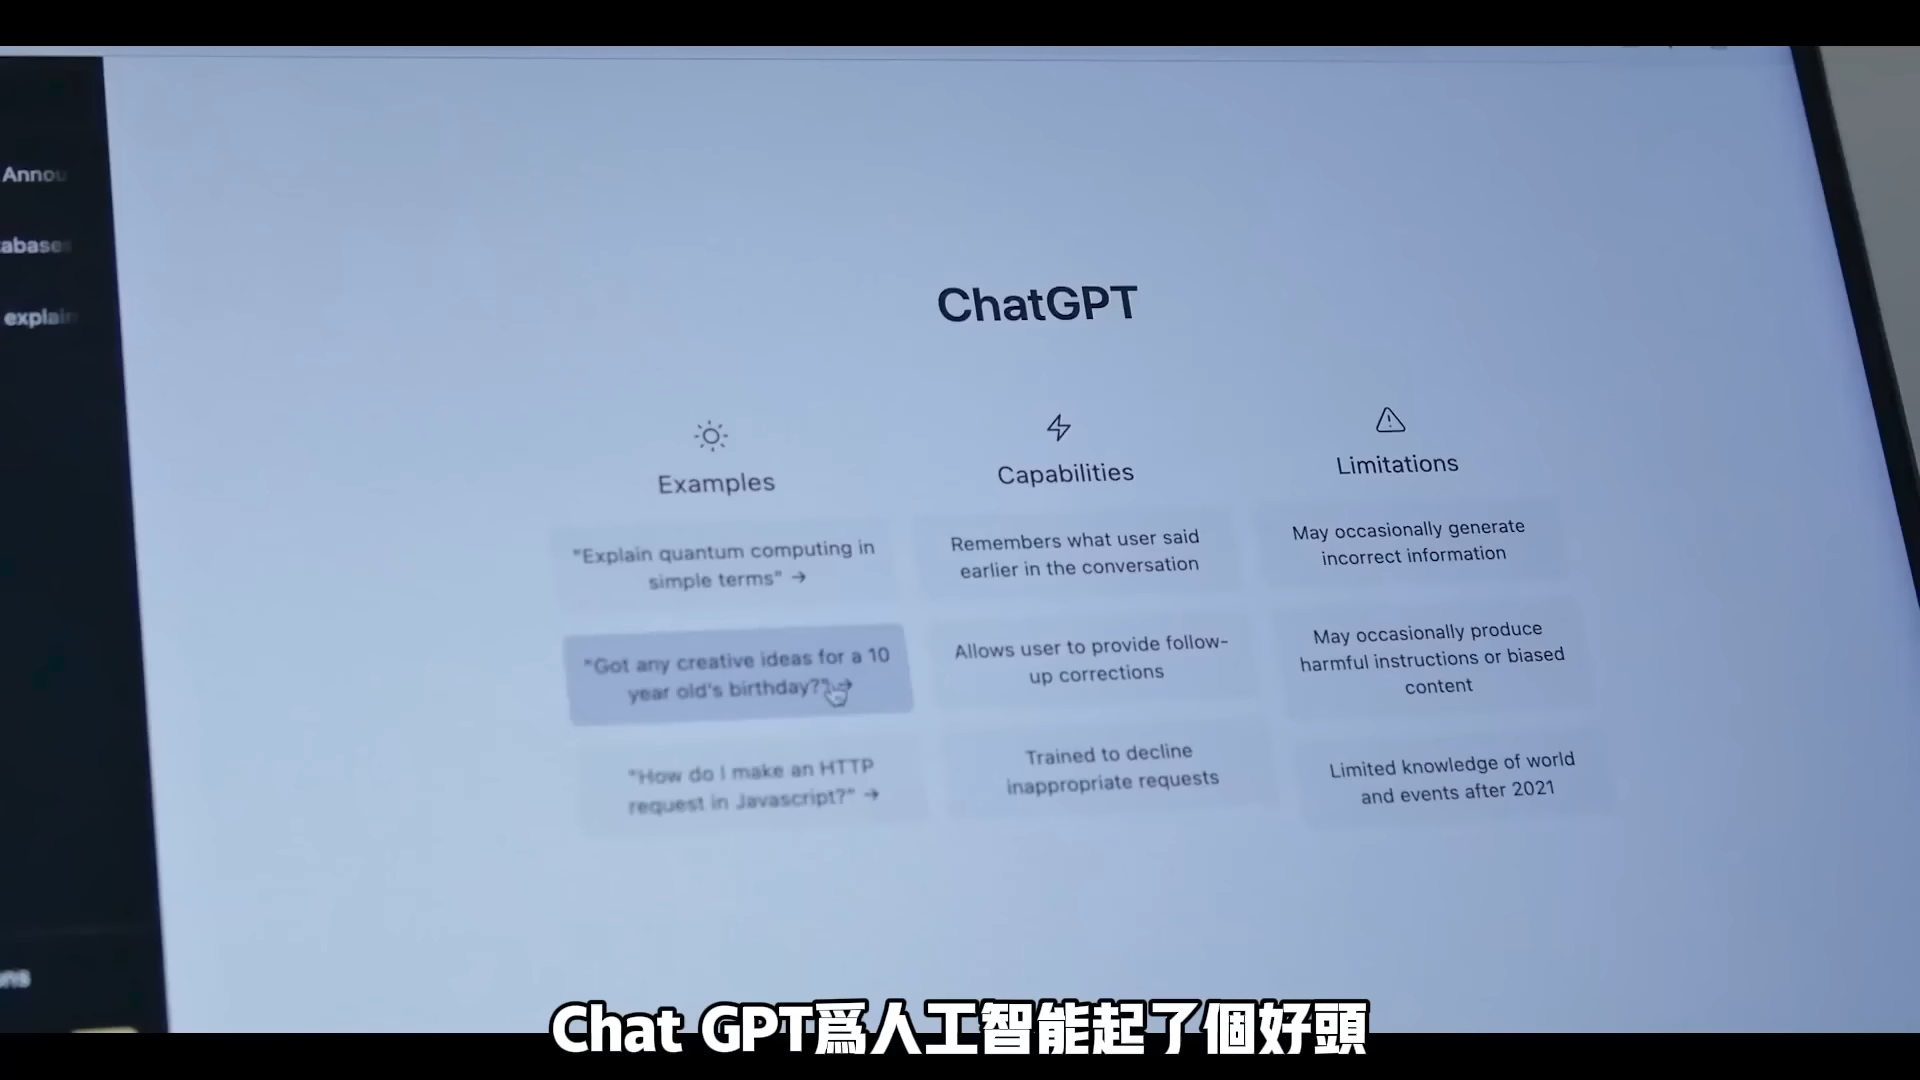 ChatGPT
Examples
"Explain quantum computing in
simple terms" →
"Got any creative ideas for a 10
year old's birthday?" →
"How do I make an HTTP
request in Javascript?" →
Capabilities
Remembers what user said
earlier in the conversation
Allows user to provide follow-
up corrections
Trained to decline
inappropriate requests
Limitations
May occasionally generate
incorrect information
May occasionally produce
harmful instructions or biased
content
Limited knowledge of world
and events after 2021
Chat GPT爲人工智能起了個好頭